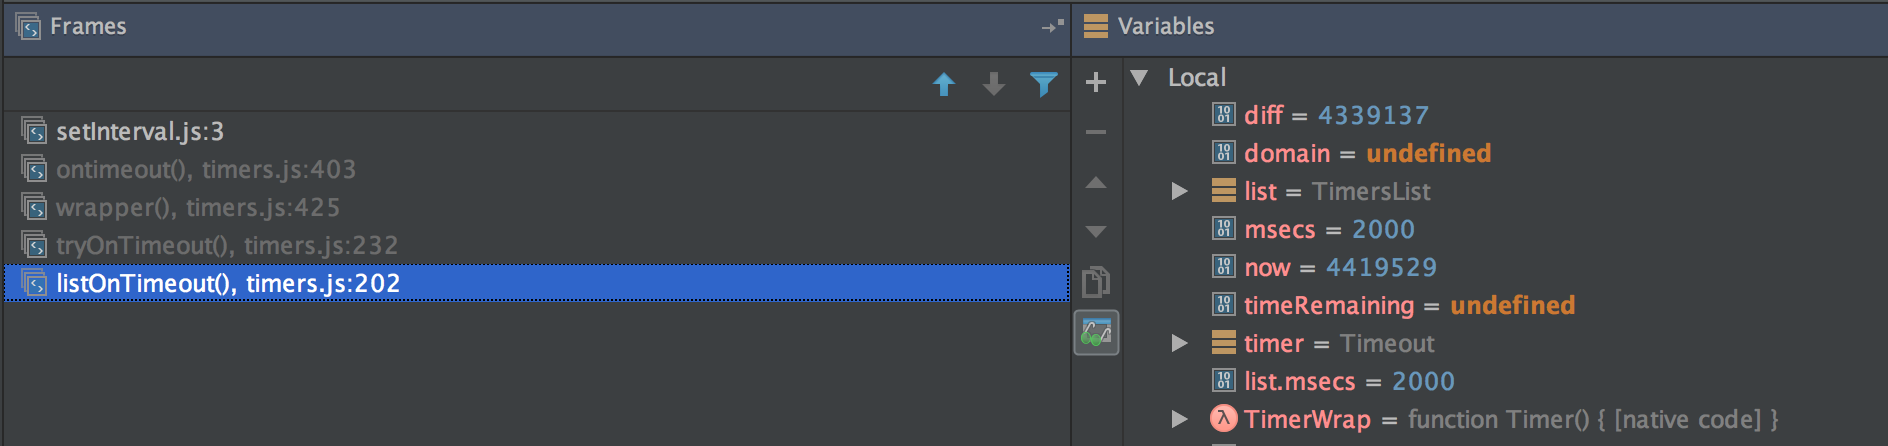 Frames
setInterval.js:3
ontimeout(), timers.js:403
wrapper(), timers.js:425
tryOnTimeout(), timers.js:232
listOnTimeout(), timers.js:202
Variables
Local
diff = 4339137
domain = undefined
list = TimersList
msecs = 2000
now = 4419529
timeRemaining = undefined
timer = Timeout
list.msecs = 2000
TimerWrap = function Timer() { [native code] }